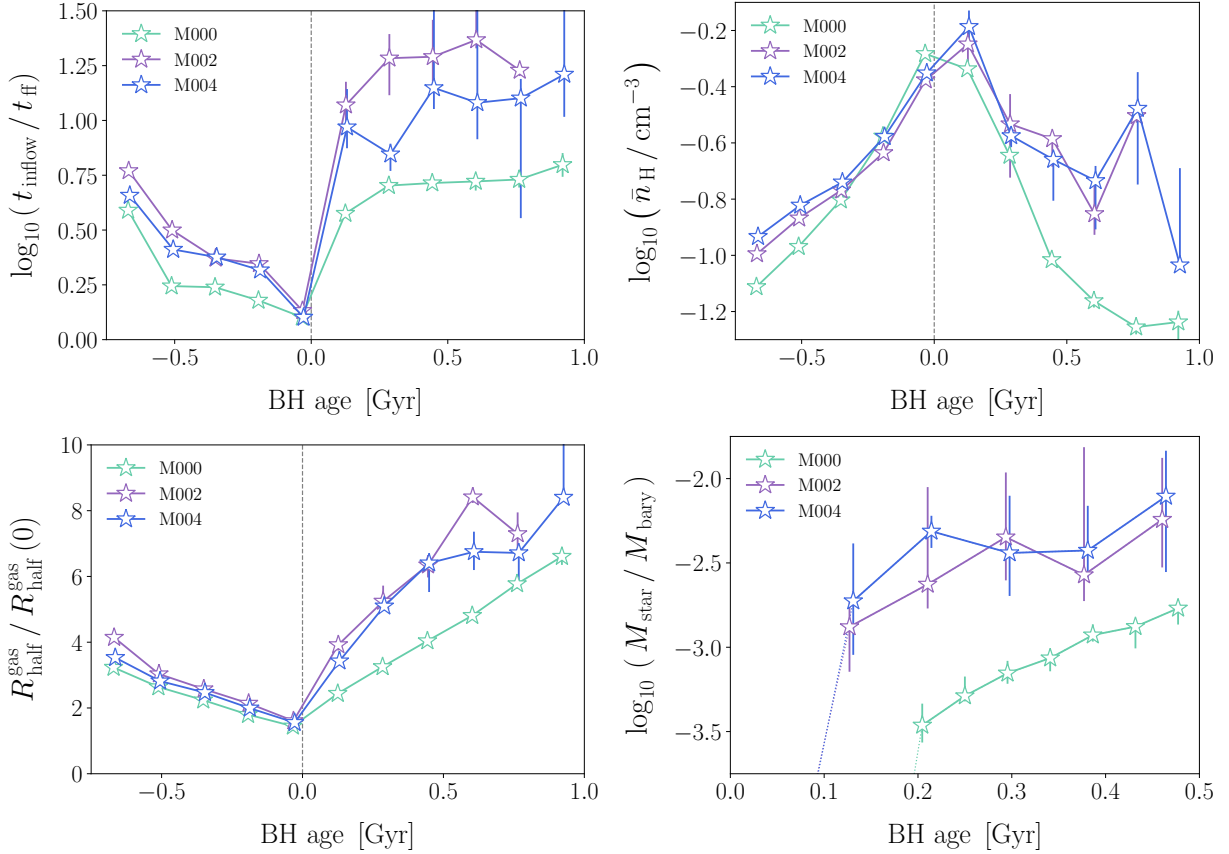 1.50
1.25
1.00
0.75
0.50
0.25
0.00
log₁₀ ( t_inflow / t_ff )
M000
M002
M004
−0.5
0.0
0.5
1.0
BH age [Gyr]
−0.2
−0.4
−0.6
−0.8
−1.0
−1.2
log₁₀ ( n̄_H / cm⁻³ )
M000
M002
M004
−0.5
0.0
0.5
1.0
BH age [Gyr]
10
8
6
4
2
0
R_half^gas / R_half^gas (0)
M000
M002
M004
−0.5
0.0
0.5
1.0
BH age [Gyr]
−2.0
−2.5
−3.0
−3.5
log₁₀ ( M_star / M_bary )
M000
M002
M004
0.0
0.1
0.2
0.3
0.4
0.5
BH age [Gyr]